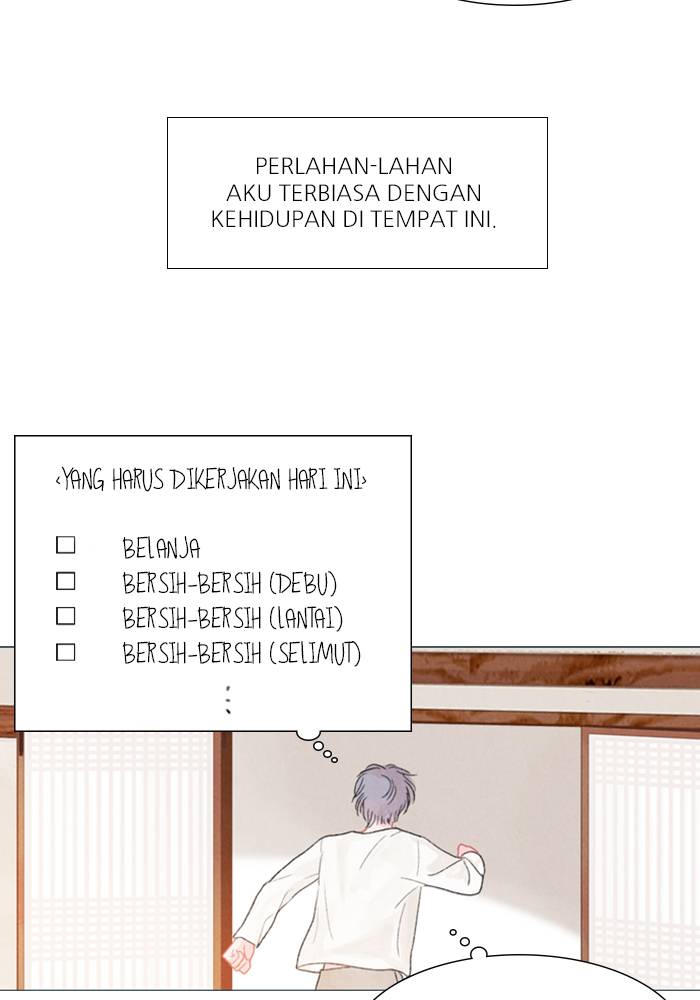 PERLAHAN-LAHAN
AKU TERBIASA DENGAN
KEHIDUPAN DI TEMPAT INI.
<YANG HARUS DIKERJAKAN HARI INI>
☐ BELANJA
☐ BERSIH-BERSIH (DEBU)
☐ BERSIH-BERSIH (LANTAI)
☐ BERSIH-BERSIH (SELIMUT)
⋮